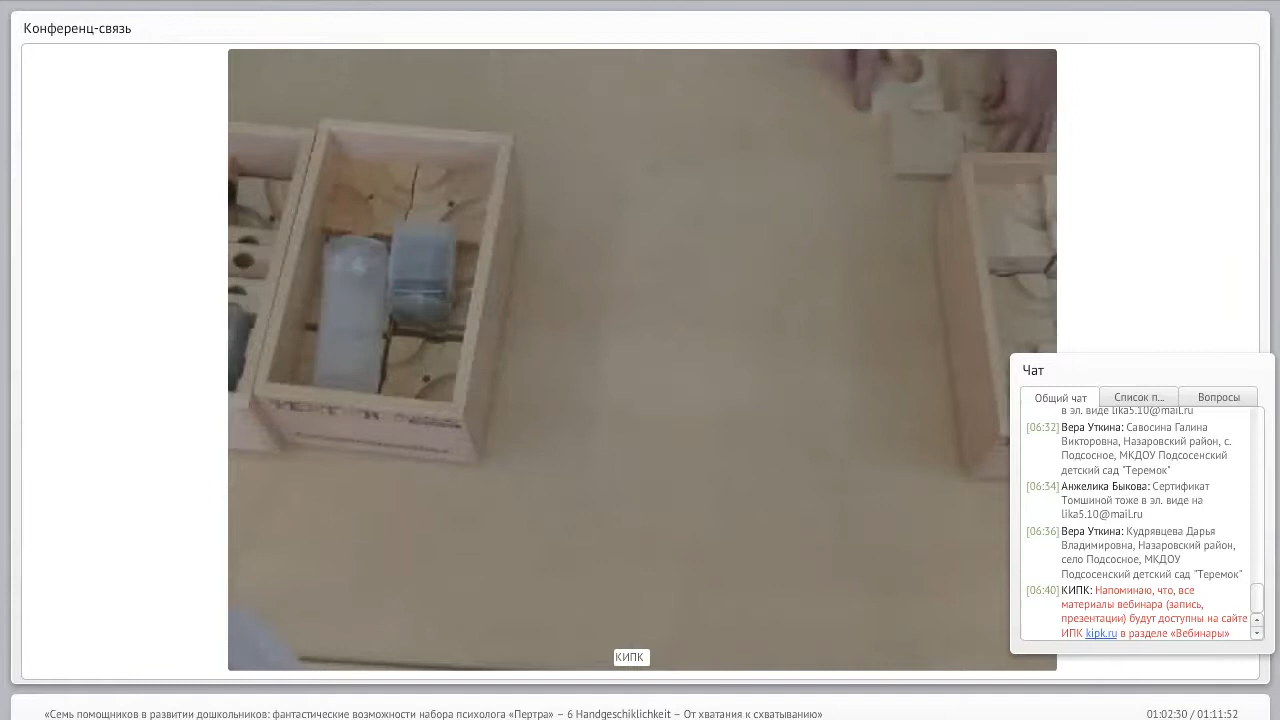 Конференц-связь
КИПК
Чат
Общий чат
Список п...
Вопросы
в эл. виде lika5.10@mail.ru
[06:32] Вера Уткина: Савосина Галина
Викторовна, Назаровский район, с.
Подсосное, МКДОУ Подсосенский
детский сад "Теремок"
[06:34] Анжелика Быкова: Сертификат
Томшиной тоже в эл. виде на
lika5.10@mail.ru
[06:36] Вера Уткина: Кудрявцева Дарья
Владимировна, Назаровский район,
село Подсосное, МКДОУ
Подсосенский детский сад "Теремок"
[06:40] КИПК: Напоминаю, что, все
материалы вебинара (запись,
презентации) будут доступны на сайте
ИПК kipk.ru в разделе «Вебинары»
«Семь помощников в развитии дошкольников: фантастические возможности набора психолога «Пертра» – 6 Handgeschiklichkeit – От хватания к схватыванию»
01:02:30 / 01:11:52